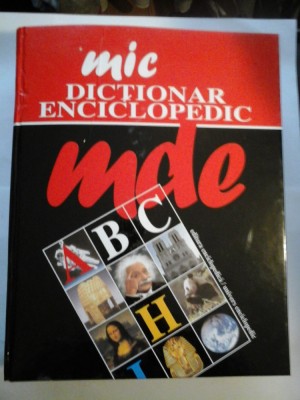 mic
DICTIONAR
ENCICLOPEDIC
mde
A B C
H
I